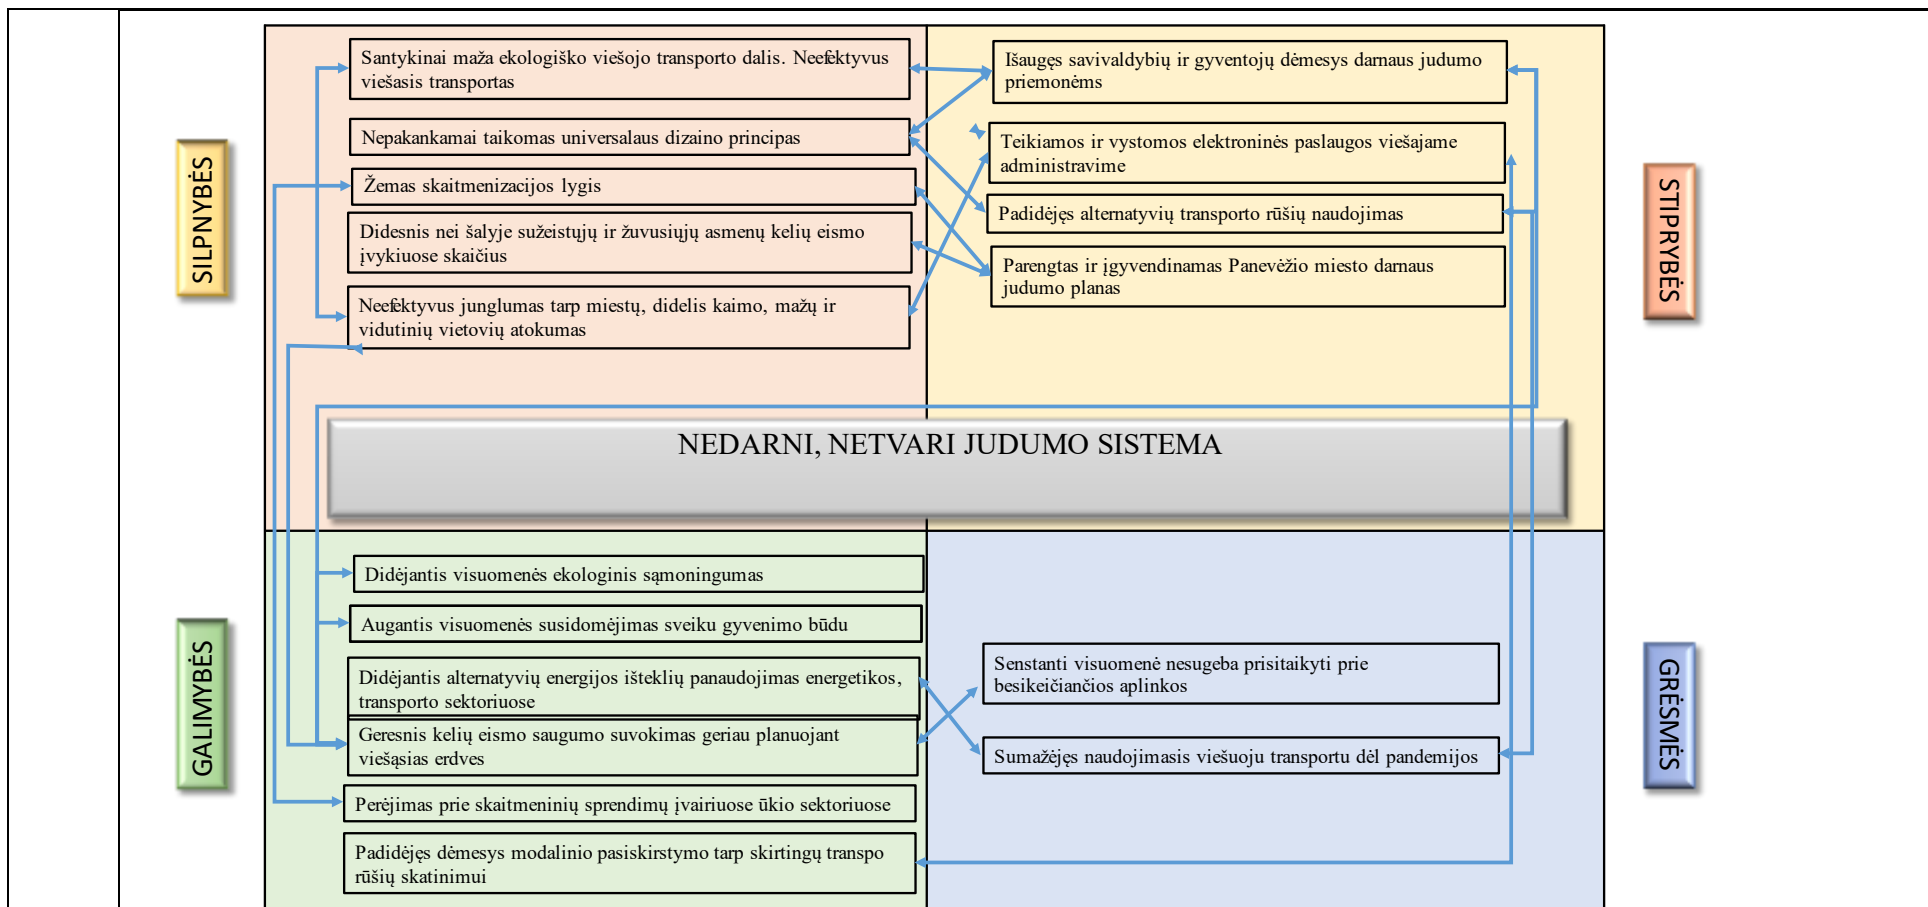 SILPNYBĖS
Santykinai maža ekologiško viešojo transporto dalis. Neefektyvus
viešasis transportas
Nepakankamai taikomas universalaus dizaino principas
Žemas skaitmenizacijos lygis
Didesnis nei šalyje sužeistųjų ir žuvusiųjų asmenų kelių eismo
įvykiuose skaičius
Neefektyvus junglumas tarp miestų, didelis kaimo, mažų ir
vidutinių vietovių atokumas
Išaugęs savivaldybių ir gyventojų dėmesys darnaus judumo
priemonėms
Teikiamos ir vystomos elektroninės paslaugos viešajame
administravime
Padidėjęs alternatyvių transporto rūšių naudojimas
Parengtas ir įgyvendinamas Panevėžio miesto darnaus
judumo planas
STIPRYBĖS
NEDARNI, NETVARI JUDUMO SISTEMA
GALIMYBĖS
Didėjantis visuomenės ekologinis sąmoningumas
Augantis visuomenės susidomėjimas sveiku gyvenimo būdu
Didėjantis alternatyvių energijos išteklių panaudojimas energetikos,
transporto sektoriuose
Geresnis kelių eismo saugumo suvokimas geriau planuojant
viešąsias erdves
Perėjimas prie skaitmeninių sprendimų įvairiuose ūkio sektoriuose
Padidėjęs dėmesys modalinio pasiskirstymo tarp skirtingų transpo
rūšių skatinimui
Senstanti visuomenė nesugeba prisitaikyti prie
besikeičiančios aplinkos
Sumažėjęs naudojimasis viešuoju transportu dėl pandemijos
GRĖSMĖS